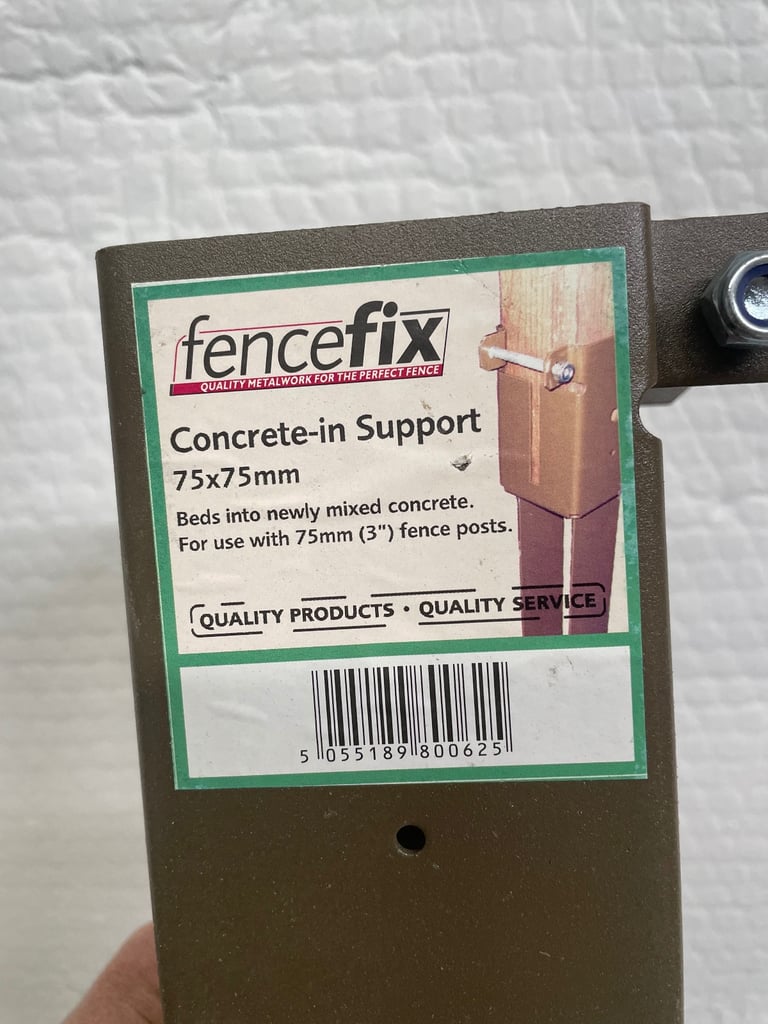 fencefix
QUALITY METALWORK FOR THE PERFECT FENCE
Concrete-in Support
75x75mm
Beds into newly mixed concrete.
For use with 75mm (3") fence posts.
QUALITY PRODUCTS • QUALITY SERVICE
5 055189 800625